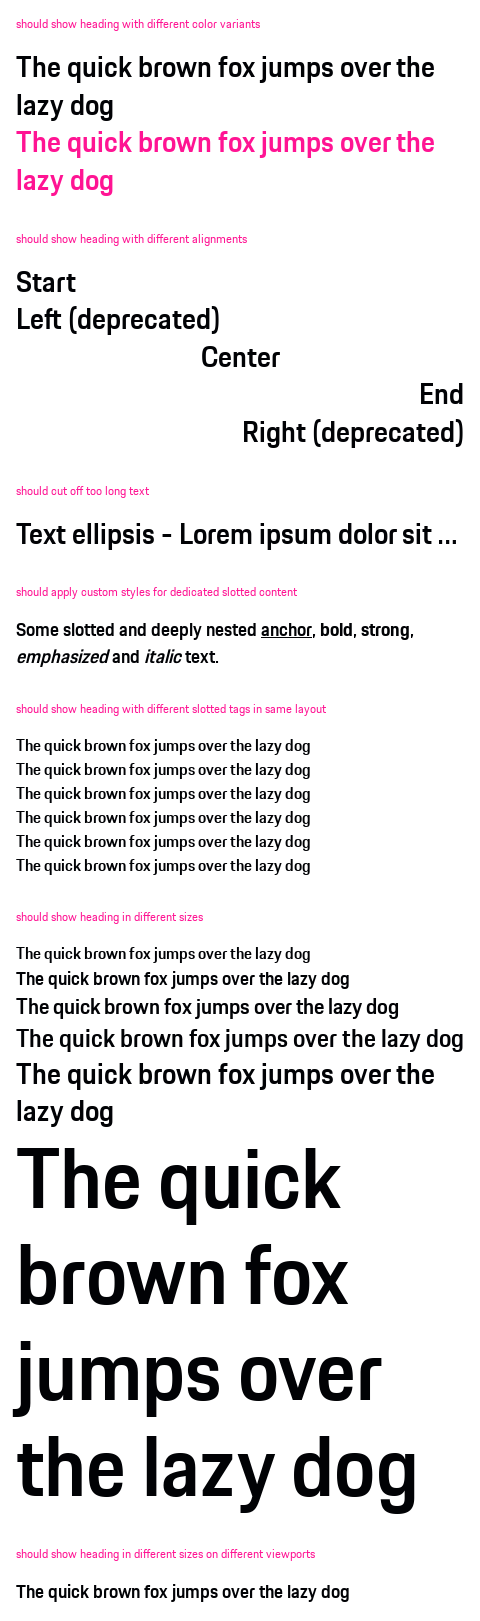 should show heading with different color variants
The quick brown fox jumps over the
lazy dog
The quick brown fox jumps over the
lazy dog
should show heading with different alignments
Start
Left (deprecated)
Center
End
Right (deprecated)
should cut off too long text
Text ellipsis - Lorem ipsum dolor sit ...
should apply custom styles for dedicated slotted content
Some slotted and deeply nested anchor, bold, strong,
emphasized and italic text.
should show heading with different slotted tags in same layout
The quick brown fox jumps over the lazy dog
The quick brown fox jumps over the lazy dog
The quick brown fox jumps over the lazy dog
The quick brown fox jumps over the lazy dog
The quick brown fox jumps over the lazy dog
The quick brown fox jumps over the lazy dog
should show heading in different sizes
The quick brown fox jumps over the lazy dog
The quick brown fox jumps over the lazy dog
The quick brown fox jumps over the lazy dog
The quick brown fox jumps over the lazy dog
The quick brown fox jumps over the
lazy dog
The quick
brown fox
jumps over
the lazy dog
should show heading in different sizes on different viewports
The quick brown fox jumps over the lazy dog